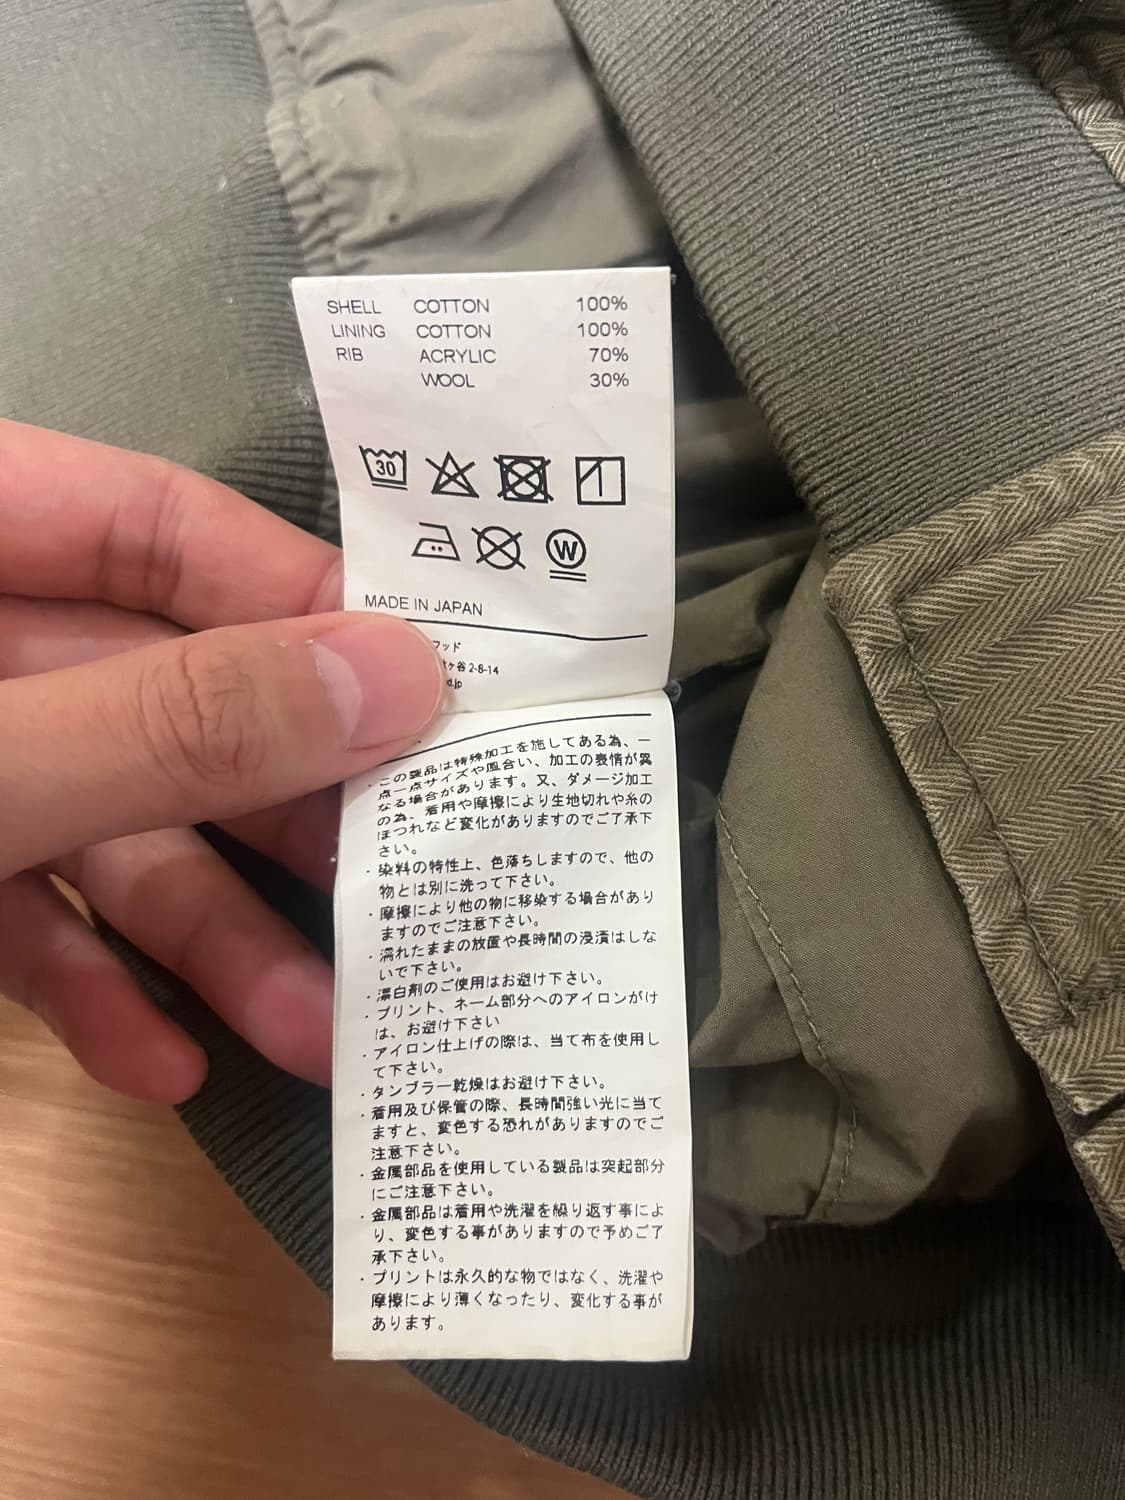 SHELL COTTON 100%
LINING COTTON 100%
RIB ACRYLIC 70%
WOOL 30%
30
W
MADE IN JAPAN
フッド
ヶ谷 2-8-14
d.jp
・この製品は特殊加工を施してある為、一
点一点サイズや風合い、加工の表情が異
なる場合があります。又、ダメージ加工
の為、着用や摩擦により生地切れや糸の
ほつれなど変化がありますのでご了承下
さい。
・染料の特性上、色落ちしますので、他の
物とは別に洗って下さい。
・摩擦により他の物に移染する場合があり
ますのでご注意下さい。
・濡れたままの放置や長時間の浸漬はしな
いで下さい。
・漂白剤のご使用はお避け下さい。
・プリント、ネーム部分へのアイロンがけ
は、お避け下さい
・アイロン仕上げの際は、当て布を使用し
て下さい。
・タンブラー乾燥はお避け下さい。
・着用及び保管の際、長時間強い光に当て
ますと、変色する恐れがありますのでご
注意下さい。
・金属部品を使用している製品は突起部分
にご注意下さい。
・金属部品は着用や洗濯を繰り返す事によ
り、変色する事がありますので予めご了
承下さい。
・プリントは永久的な物ではなく、洗濯や
摩擦により薄くなったり、変化する事が
あります。